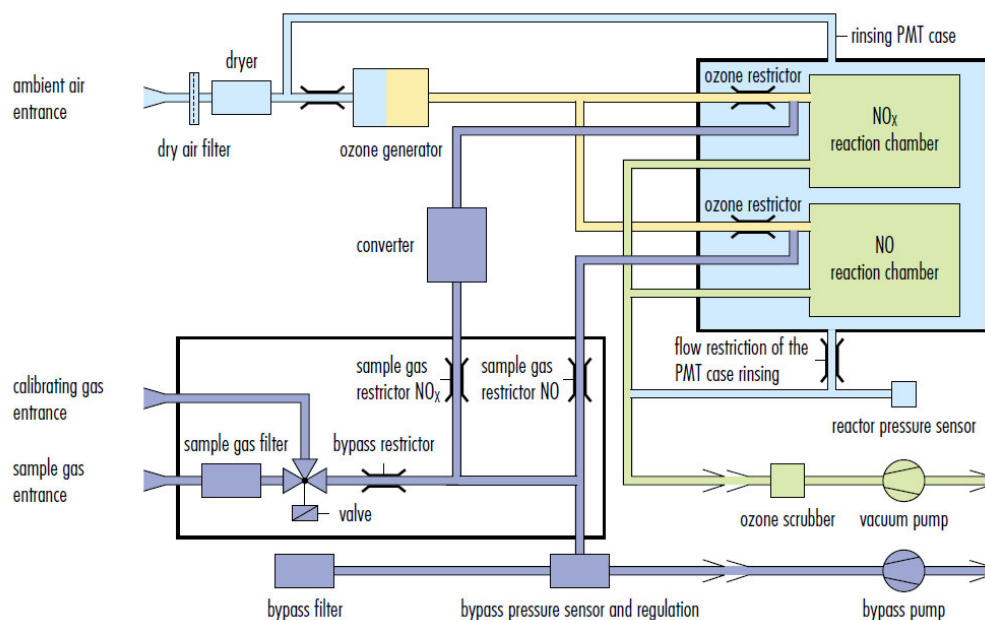 rinsing PMT case
dryer
ambient air
entrance
ozone restrictor
NOX
reaction chamber
dry air filter
ozone generator
ozone restrictor
converter
NO
reaction chamber
flow restriction of the
PMT case rinsing
sample gas
restrictor NOX
sample gas
restrictor NO
calibrating gas
entrance
reactor pressure sensor
sample gas filter
bypass restrictor
sample gas
entrance
valve
ozone scrubber
vacuum pump
bypass filter
bypass pressure sensor and regulation
bypass pump